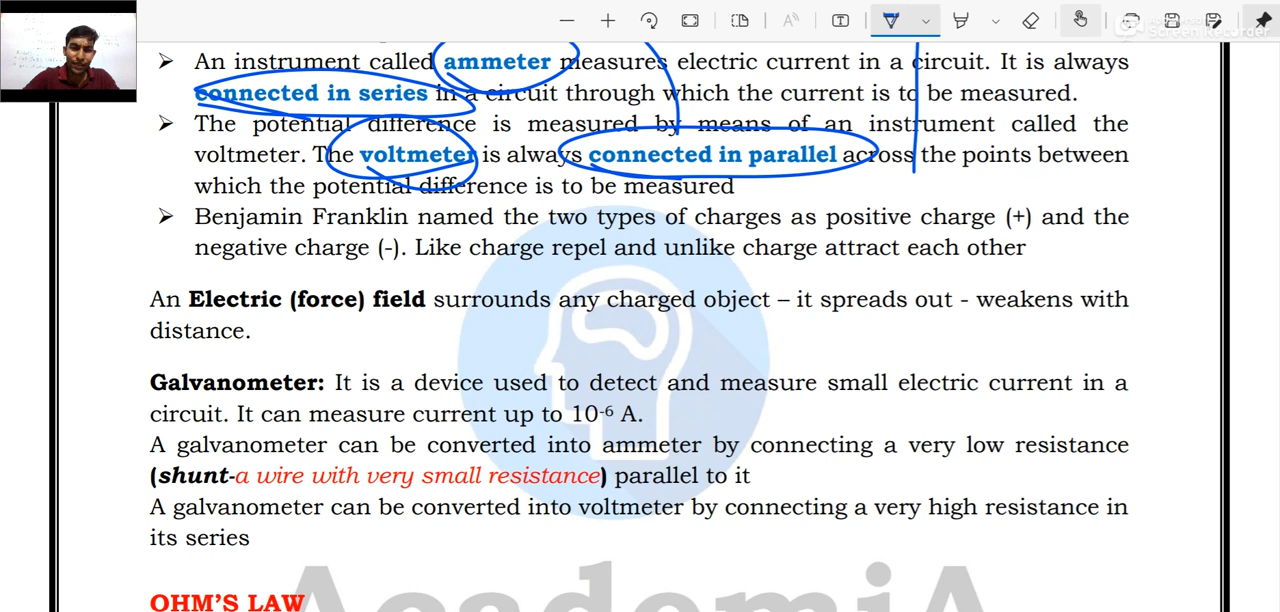 ➤ An instrument called ammeter measures electric current in a circuit. It is always
connected in series in a circuit through which the current is to be measured.
➤ The potential difference is measured by means of an instrument called the
voltmeter. The voltmeter is always connected in parallel across the points between
which the potential difference is to be measured
➤ Benjamin Franklin named the two types of charges as positive charge (+) and the
negative charge (-). Like charge repel and unlike charge attract each other
An Electric (force) field surrounds any charged object – it spreads out - weakens with
distance.
Galvanometer: It is a device used to detect and measure small electric current in a
circuit. It can measure current up to 10⁻⁶ A.
A galvanometer can be converted into ammeter by connecting a very low resistance
(shunt-a wire with very small resistance) parallel to it
A galvanometer can be converted into voltmeter by connecting a very high resistance in
its series
OHM'S LAW
AcademiA
Screen Recorder